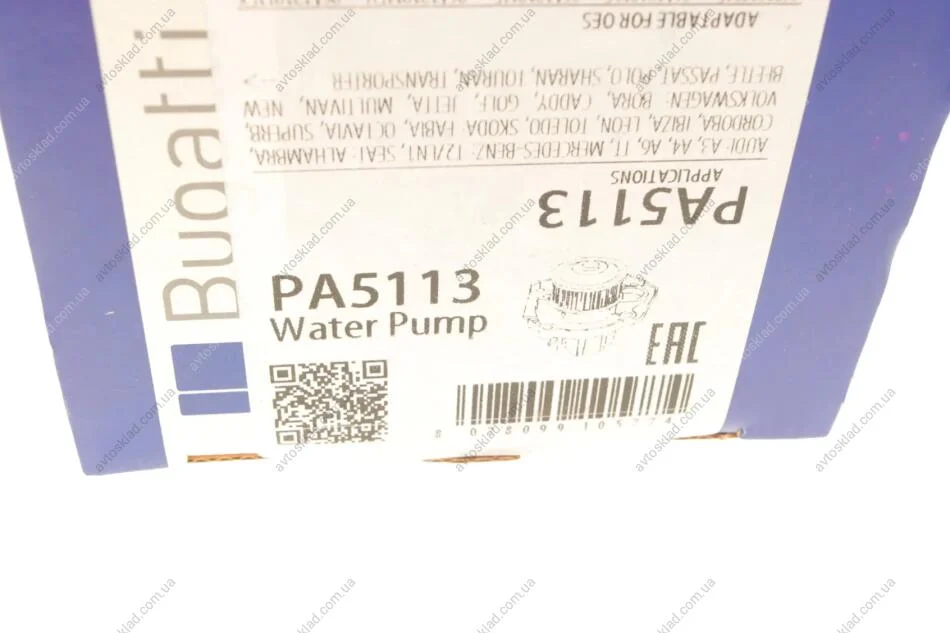 Bugatti
PA5113
Water Pump
EAC
PA5113
APPLICATIONS
AUDI: A3, A4, A6, TT, MERCEDES-BENZ: T2/LN1, SEAT: ALHAMBRA,
CORDOBA, IBIZA, LEON, TOLEDO, SKODA: FABIA, OCTAVIA, SUPERB,
VOLKSWAGEN: BORA, CADDY, GOLF, JETTA, MULTIVAN, NEW
BEETLE, PASSAT, POLO, SHARAN, TOURAN, TRANSPORTER --->
ADAPTABLE FOR OES
avtosklad.com.ua